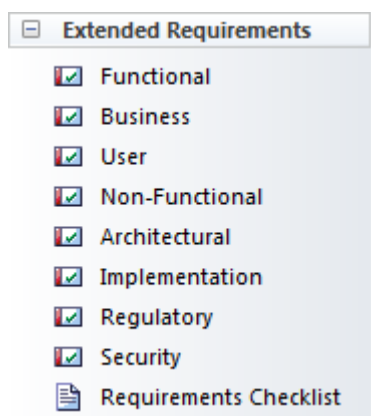 Extended Requirements
Functional
Business
User
Non-Functional
Architectural
Implementation
Regulatory
Security
Requirements Checklist